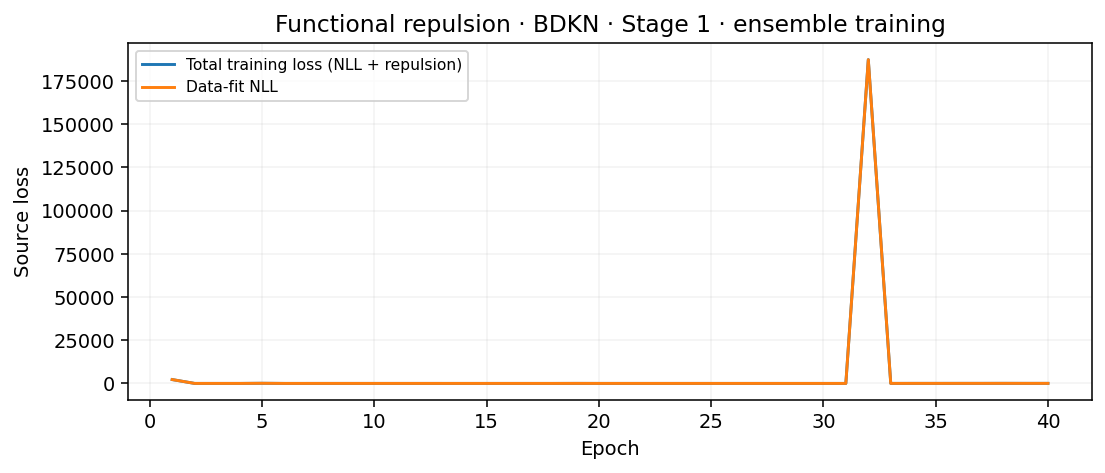 Functional repulsion · BDKN · Stage 1 · ensemble training
Total training loss (NLL + repulsion)
Data-fit NLL
175000
150000
125000
100000
75000
50000
25000
0
Source loss
0 5 10 15 20 25 30 35 40
Epoch